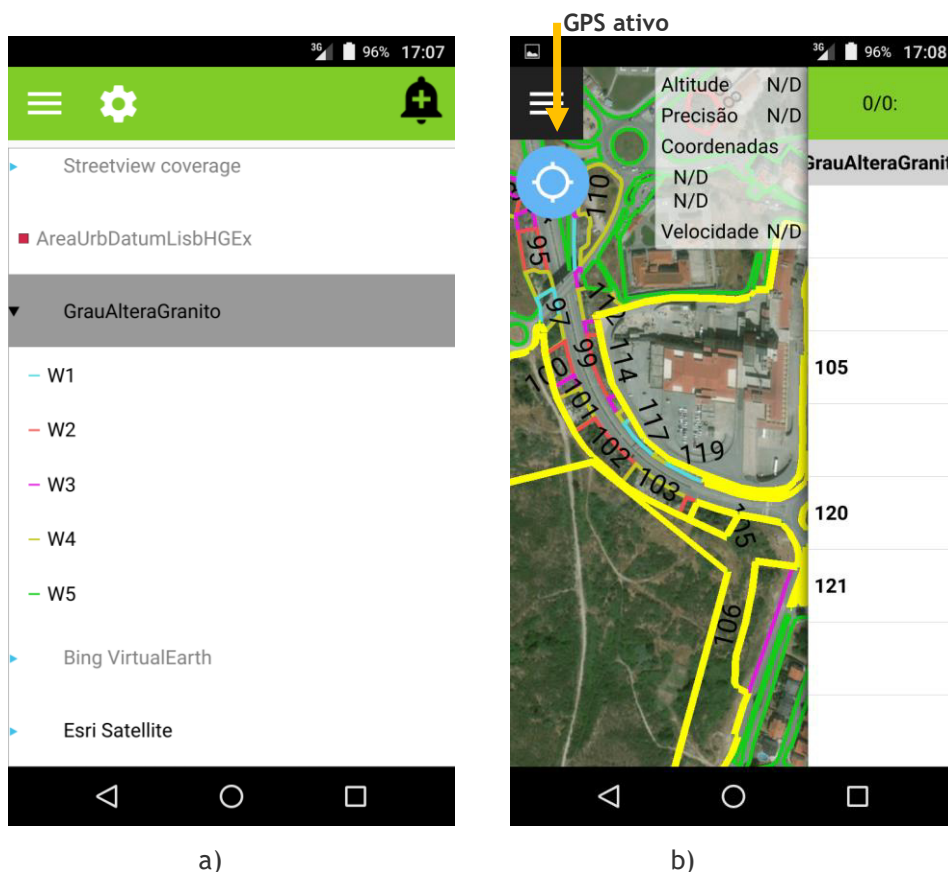 GPS ativo
3G 96% 17:07
Streetview coverage
AreaUrbDatumLisbHGEx
GrauAlteraGranito
W1
W2
W3
W4
W5
Bing VirtualEarth
Esri Satellite
a)
3G 96% 17:08
Altitude N/D
Precisão N/D
Coordenadas
N/D
N/D
Velocidade N/D
0/0:
GrauAlteraGranit
105
120
121
110
95
97
112
99
114
101
117
102
119
103
106
b)